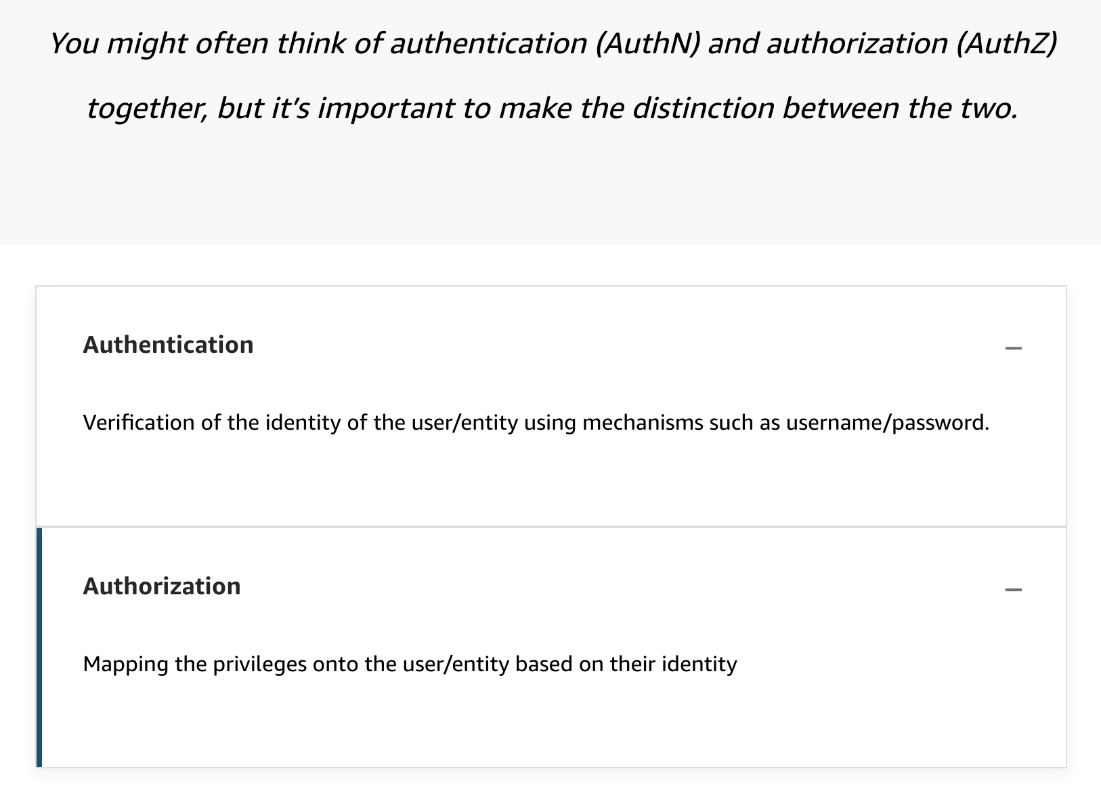 You might often think of authentication (AuthN) and authorization (AuthZ)
together, but it’s important to make the distinction between the two.
Authentication
Verification of the identity of the user/entity using mechanisms such as username/password.
Authorization
Mapping the privileges onto the user/entity based on their identity